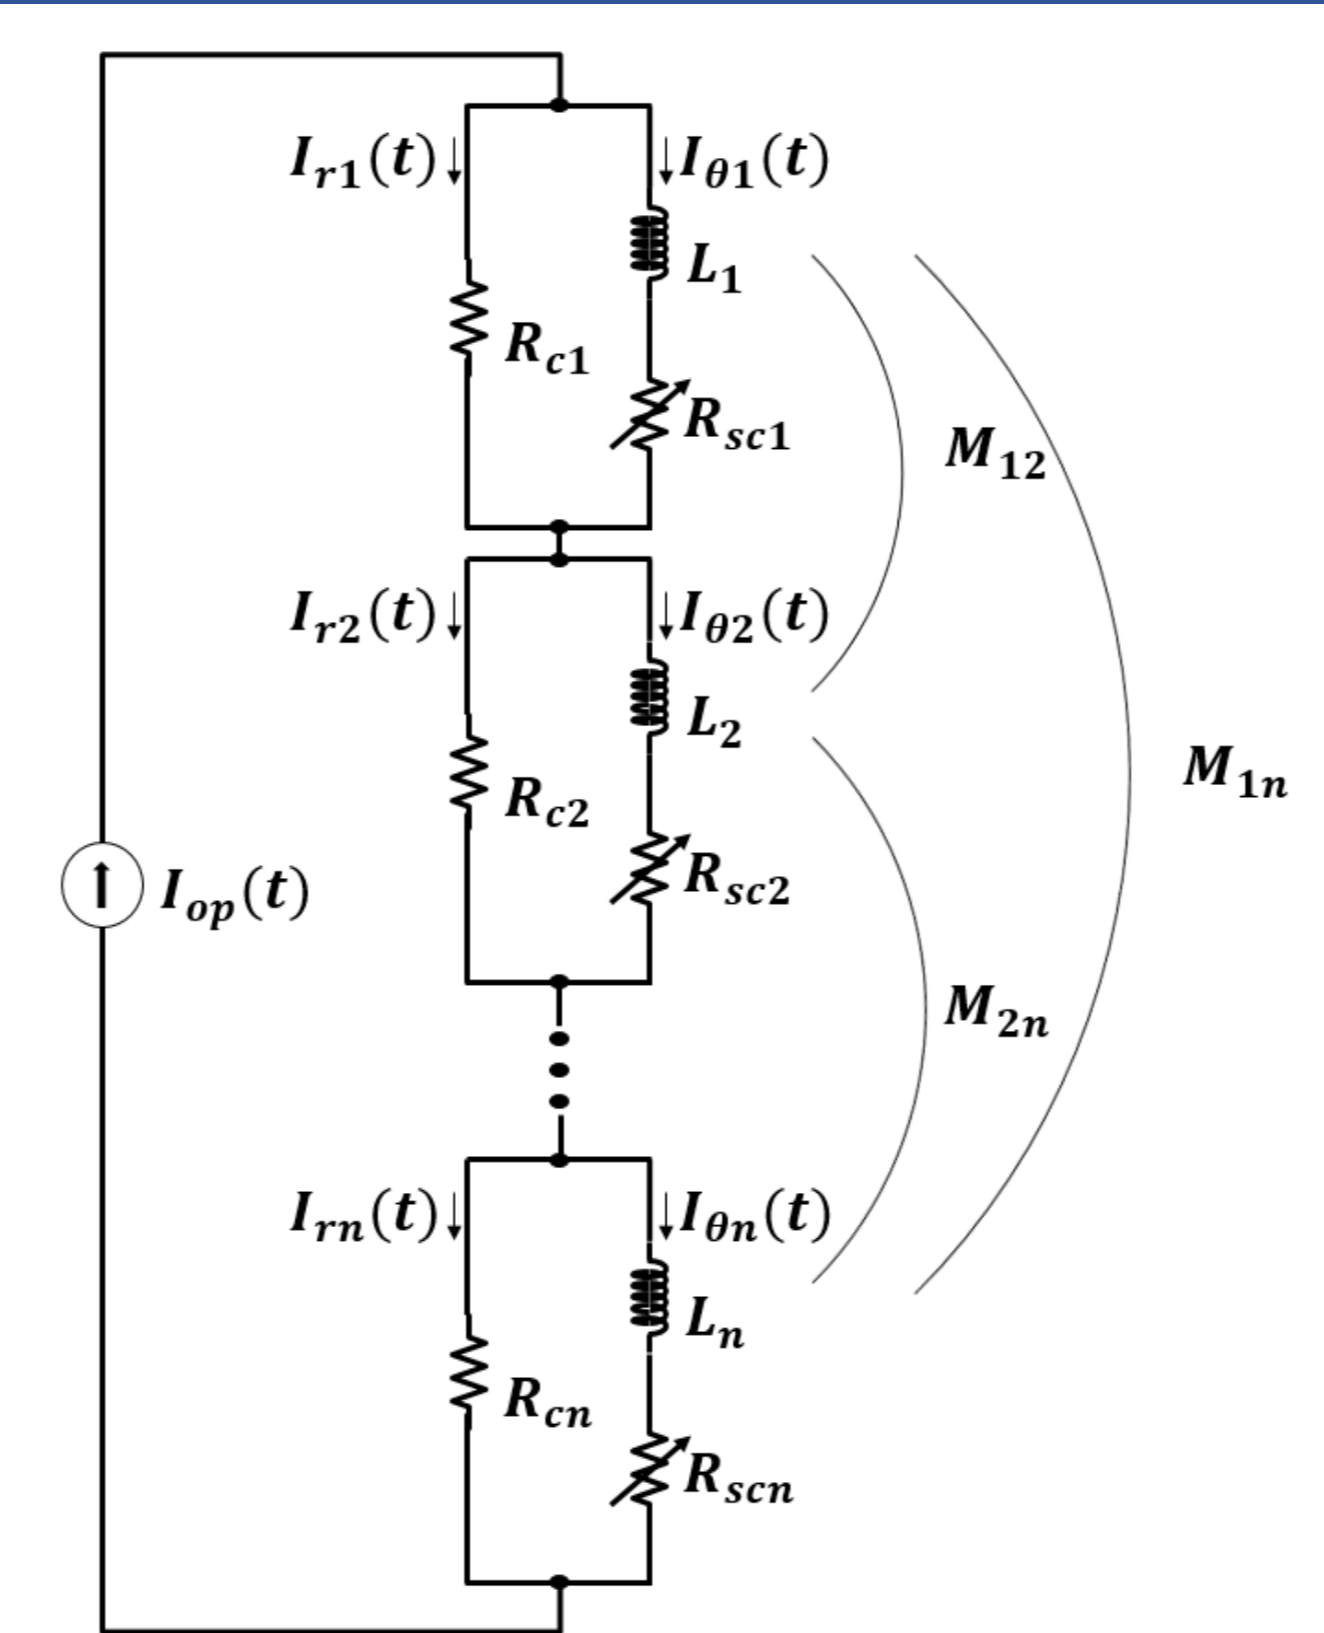 I_{r1}(t)
I_{θ1}(t)
L_1
R_{c1}
R_{sc1}
M_{12}
I_{r2}(t)
I_{θ2}(t)
L_2
R_{c2}
M_{1n}
R_{sc2}
I_{op}(t)
M_{2n}
I_{rn}(t)
I_{θn}(t)
L_n
R_{cn}
R_{scn}